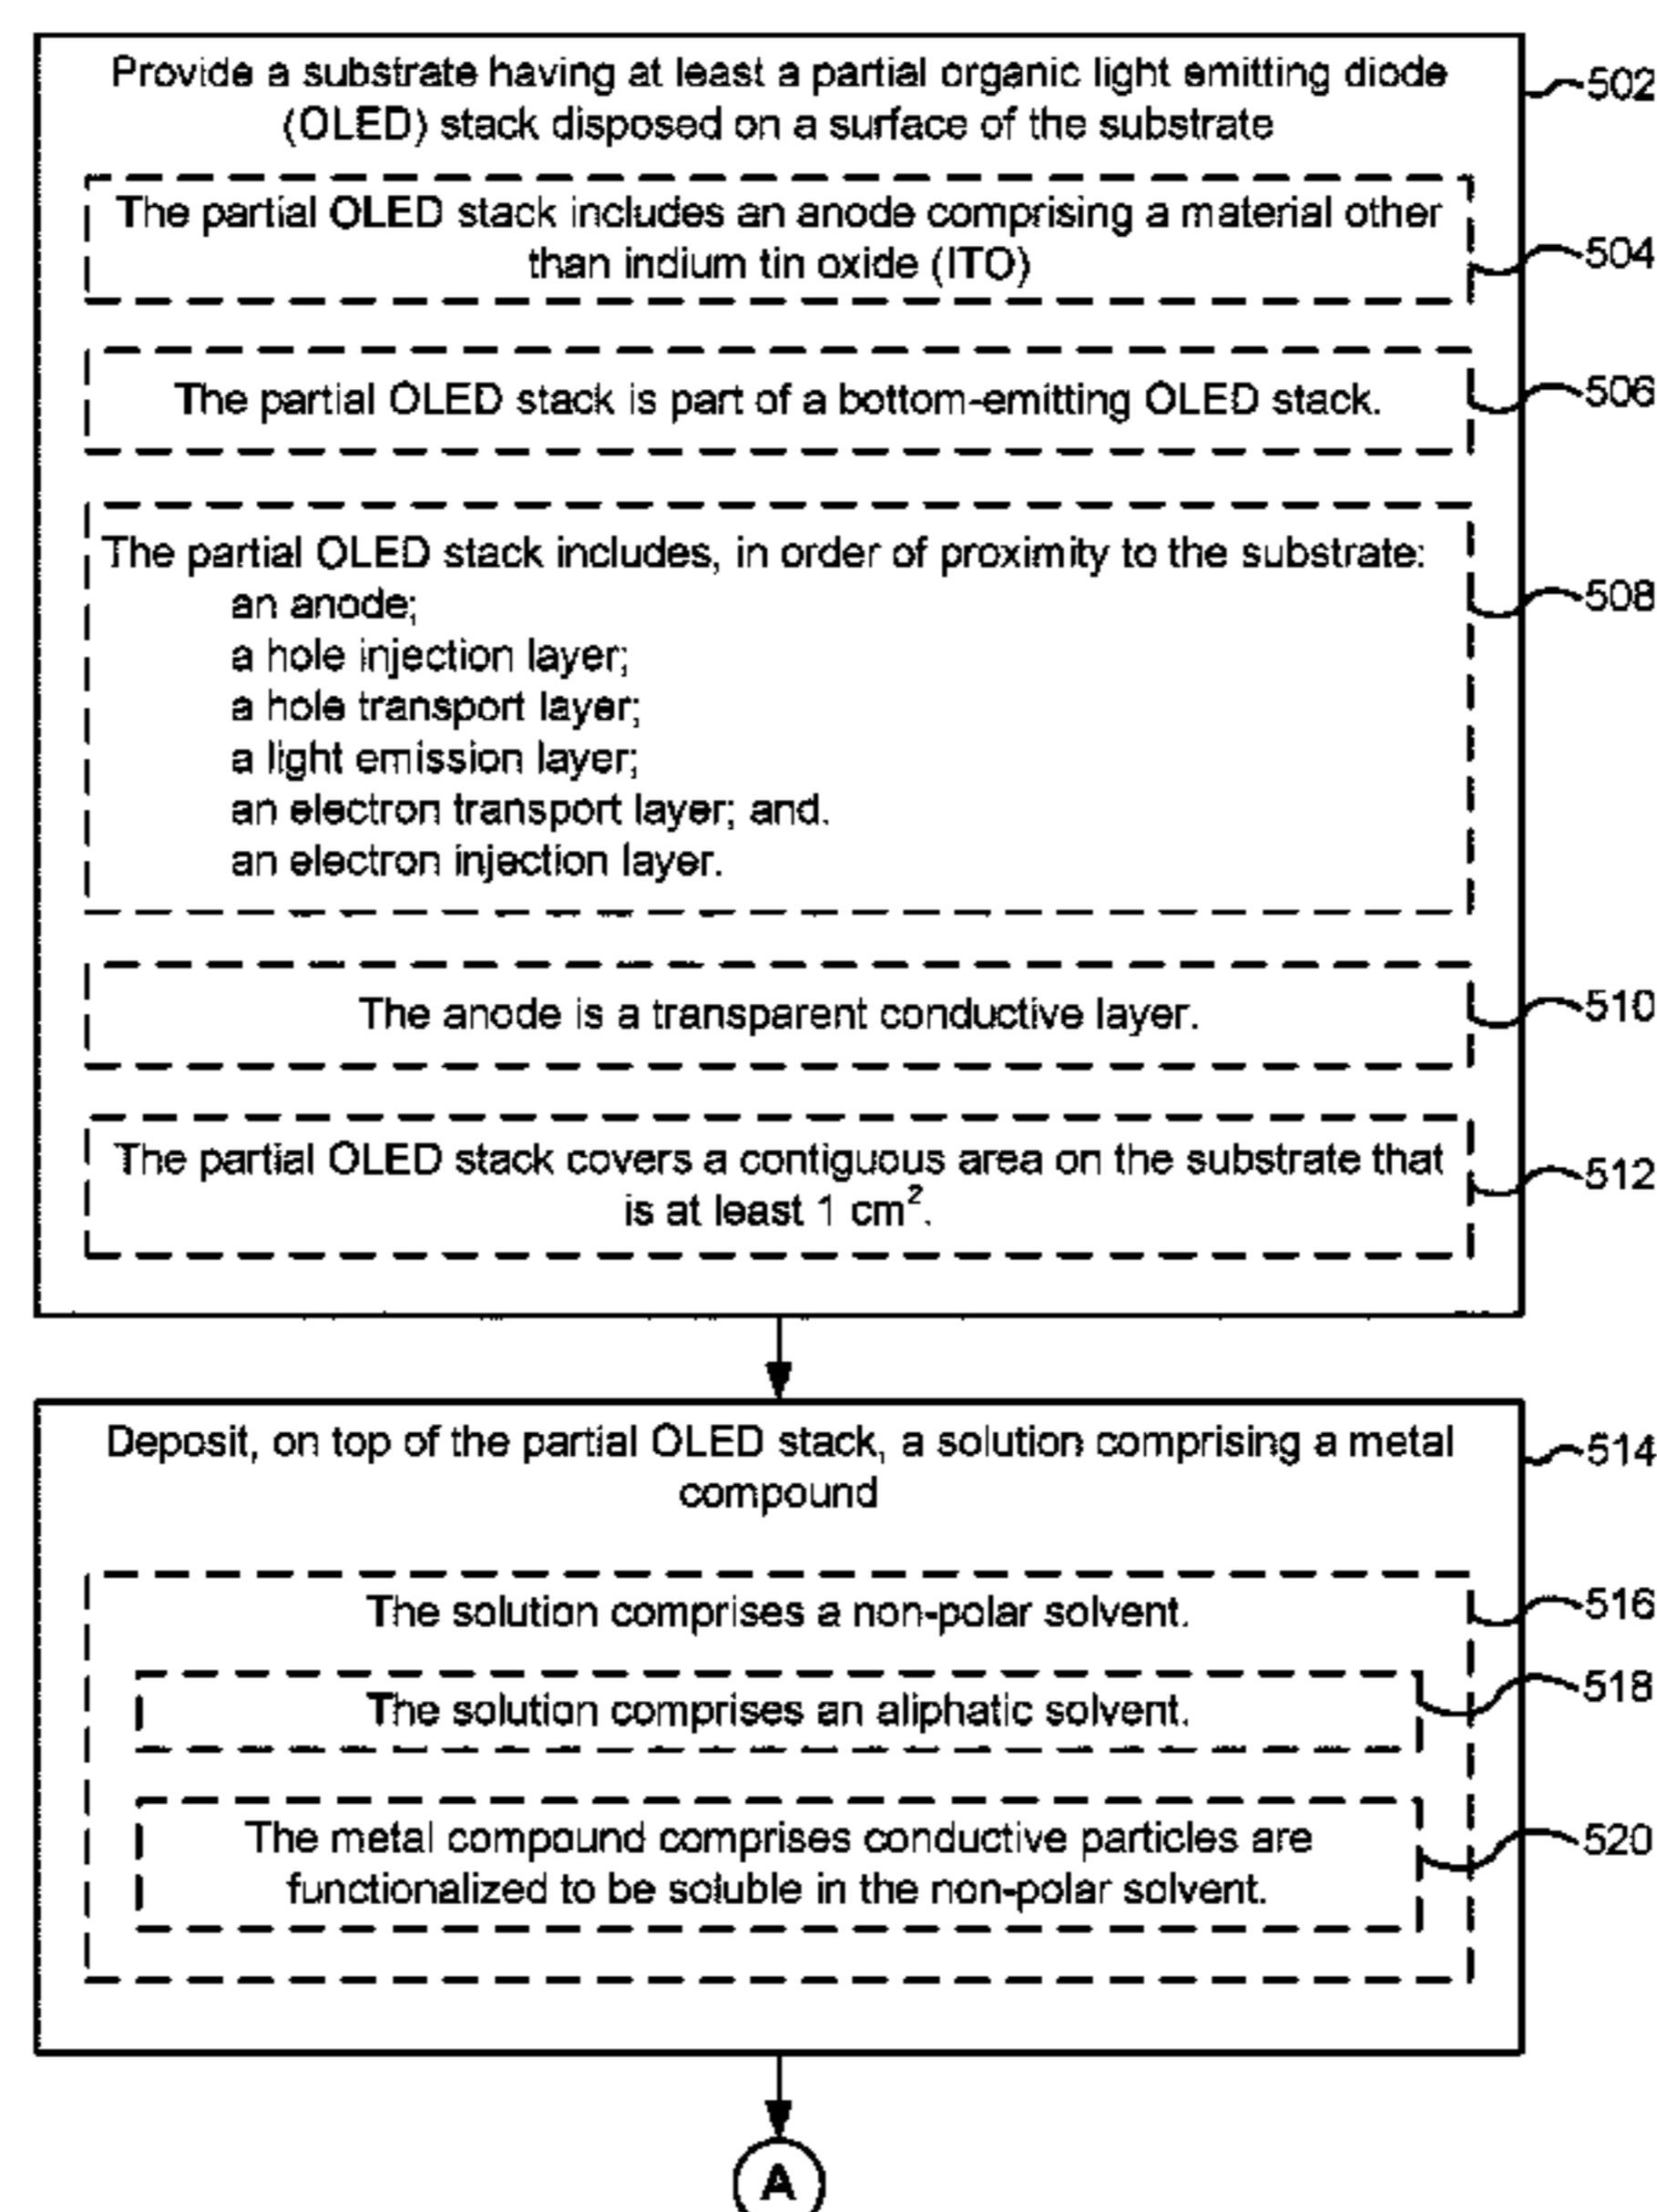 Provide a substrate having at least a partial organic light emitting diode
(OLED) stack disposed on a surface of the substrate
502
The partial OLED stack includes an anode comprising a material other
than indium tin oxide (ITO)
504
The partial OLED stack is part of a bottom-emitting OLED stack.
506
The partial OLED stack includes, in order of proximity to the substrate:
an anode;
a hole injection layer;
a hole transport layer;
a light emission layer;
an electron transport layer; and.
an electron injection layer.
508
The anode is a transparent conductive layer.
510
The partial OLED stack covers a contiguous area on the substrate that
is at least 1 cm².
512
Deposit, on top of the partial OLED stack, a solution comprising a metal
compound
514
The solution comprises a non-polar solvent.
516
The solution comprises an aliphatic solvent.
518
The metal compound comprises conductive particles are
functionalized to be soluble in the non-polar solvent.
520
A